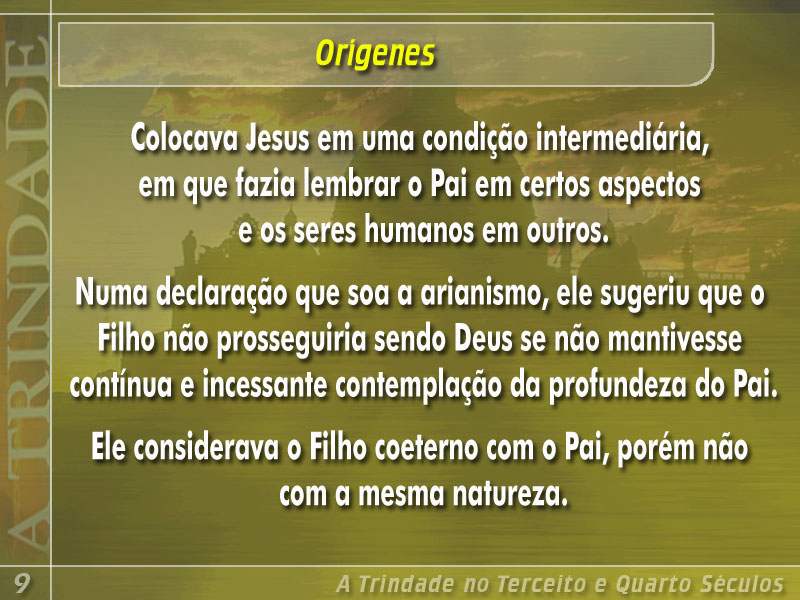 Orígenes
Colocava Jesus em uma condição intermediária,
em que fazia lembrar o Pai em certos aspectos
e os seres humanos em outros.
Numa declaração que soa a arianismo, ele sugeriu que o
Filho não prosseguiria sendo Deus se não mantivesse
contínua e incessante contemplação da profundeza do Pai.
Ele considerava o Filho coeterno com o Pai, porém não
com a mesma natureza.
A TRINDADE
9
A Trindade no Terceito e Quarto Séculos